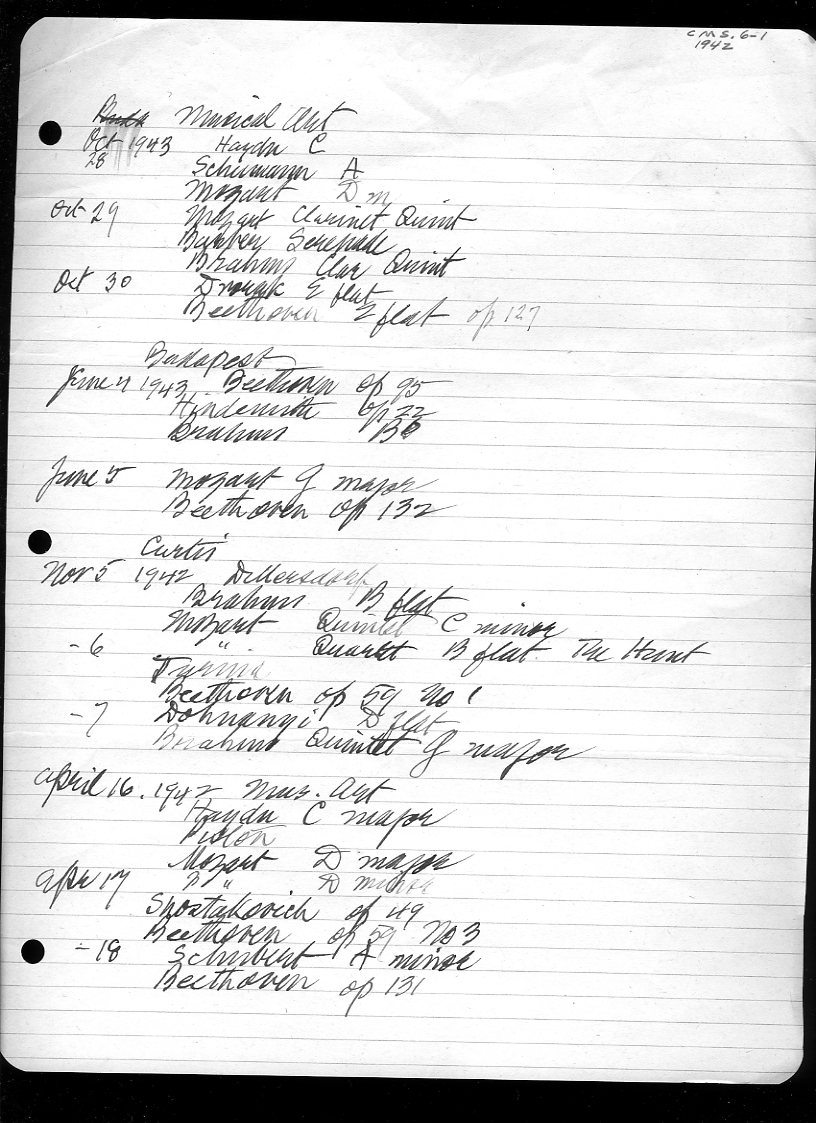 C.M.S. 6-1
1942
Musical Art
Oct 1943 Haydn C
28 Schumann A
Mozart D m
Oct 29 Mozart Clarinet Quint
Barber Serenade
Brahms Clar Quint
Oct 30 Dvorak E flat
Beethoven E flat op 127
Budapest
June 4 1943 Beethoven op 95
Hindemith op 22
Brahms Bb
June 5 Mozart G major
Beethoven op 132
Curtis
Nov 5 1942 Dittersdorf
Brahms B flat
Mozart Quintet C minor
- 6 " Quartet B flat. The Hunt
Turina
Beethoven op 59 No 1
- 7 Dohnanyi D flat
Brahms Quintet G major
April 16. 1942 Mus. Art
Haydn C major
Piston
Mozart D major
Apr 17 " " D minor
Shostakovich op 49
Beethoven op 59 No 3
- 18 Schubert A minor
Beethoven op 131